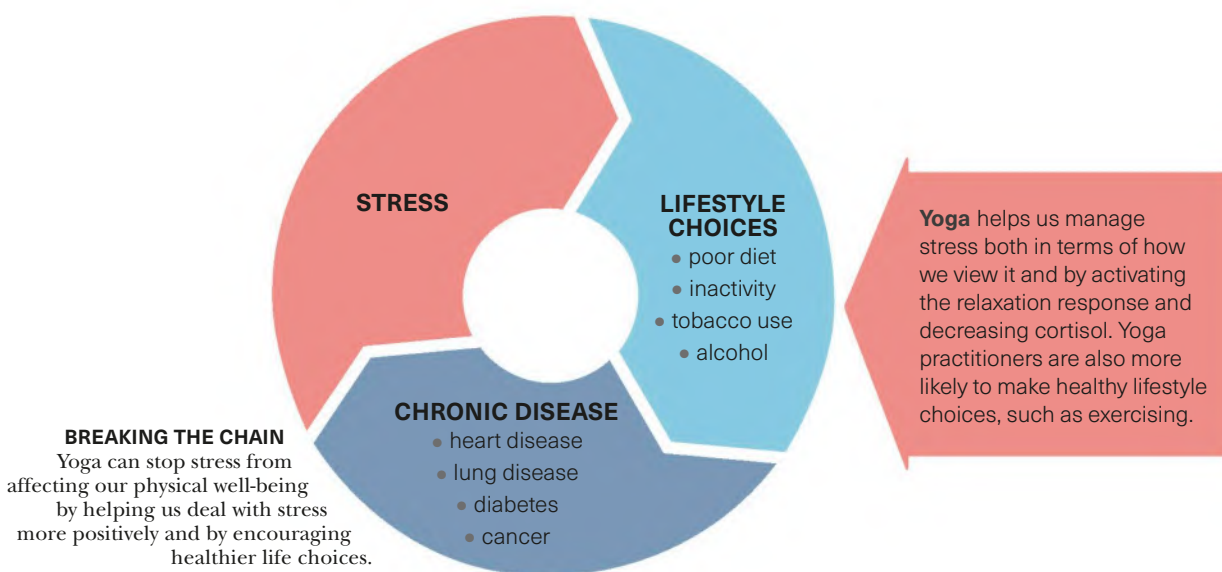 STRESS
LIFESTYLE
CHOICES
• poor diet
• inactivity
• tobacco use
• alcohol
Yoga helps us manage
stress both in terms of how
we view it and by activating
the relaxation response and
decreasing cortisol. Yoga
practitioners are also more
likely to make healthy lifestyle
choices, such as exercising.
CHRONIC DISEASE
• heart disease
• lung disease
• diabetes
• cancer
BREAKING THE CHAIN
Yoga can stop stress from
affecting our physical well-being
by helping us deal with stress
more positively and by encouraging
healthier life choices.